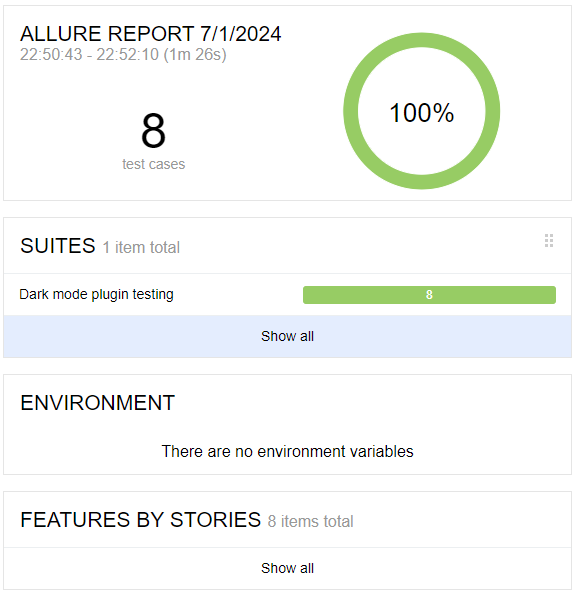 ALLURE REPORT 7/1/2024
22:50:43 - 22:52:10 (1m 26s)
8
test cases
100%
SUITES 1 item total
Dark mode plugin testing 8
Show all
ENVIRONMENT
There are no environment variables
FEATURES BY STORIES 8 items total
Show all